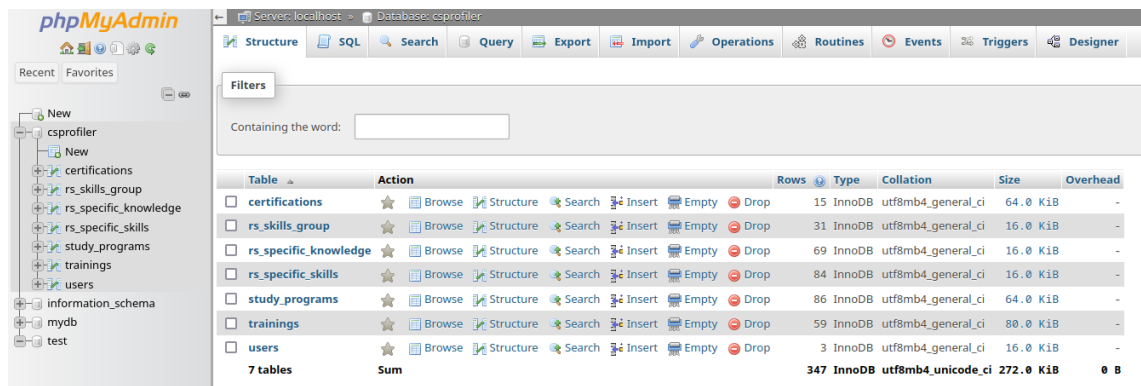 phpMyAdmin
Recent Favorites
New
csprofiler
New
certifications
rs_skills_group
rs_specific_knowledge
rs_specific_skills
study_programs
trainings
users
information_schema
mydb
test
Server: localhost » Database: csprofiler
Structure SQL Search Query Export Import Operations Routines Events Triggers Designer
Filters
Containing the word:
Table Action Rows Type Collation Size Overhead
certifications Browse Structure Search Insert Empty Drop 15 InnoDB utf8mb4_general_ci 64.0 KiB -
rs_skills_group Browse Structure Search Insert Empty Drop 31 InnoDB utf8mb4_general_ci 16.0 KiB -
rs_specific_knowledge Browse Structure Search Insert Empty Drop 69 InnoDB utf8mb4_general_ci 16.0 KiB -
rs_specific_skills Browse Structure Search Insert Empty Drop 84 InnoDB utf8mb4_general_ci 16.0 KiB -
study_programs Browse Structure Search Insert Empty Drop 86 InnoDB utf8mb4_general_ci 64.0 KiB -
trainings Browse Structure Search Insert Empty Drop 59 InnoDB utf8mb4_general_ci 80.0 KiB -
users Browse Structure Search Insert Empty Drop 3 InnoDB utf8mb4_general_ci 16.0 KiB -
7 tables Sum 347 InnoDB utf8mb4_unicode_ci 272.0 KiB 0 B